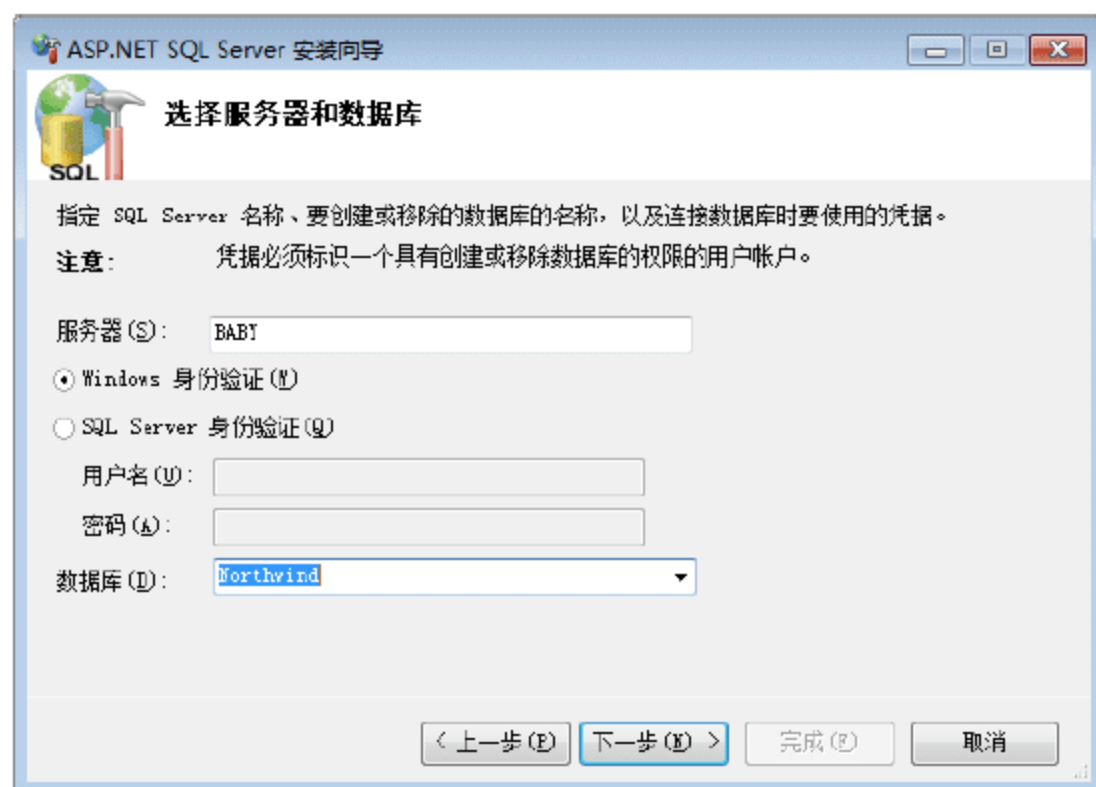 ASP.NET SQL Server 安装向导
选择服务器和数据库
SQL
指定 SQL Server 名称、要创建或移除的数据库的名称，以及连接数据库时要使用的凭据。
注意: 凭据必须标识一个具有创建或移除数据库的权限的用户帐户。
服务器(S): BABY
Windows 身份验证(W)
SQL Server 身份验证(Q)
用户名(U):
密码(A):
数据库(D): Northwind
< 上一步(P) 下一步(N) > 完成(F) 取消